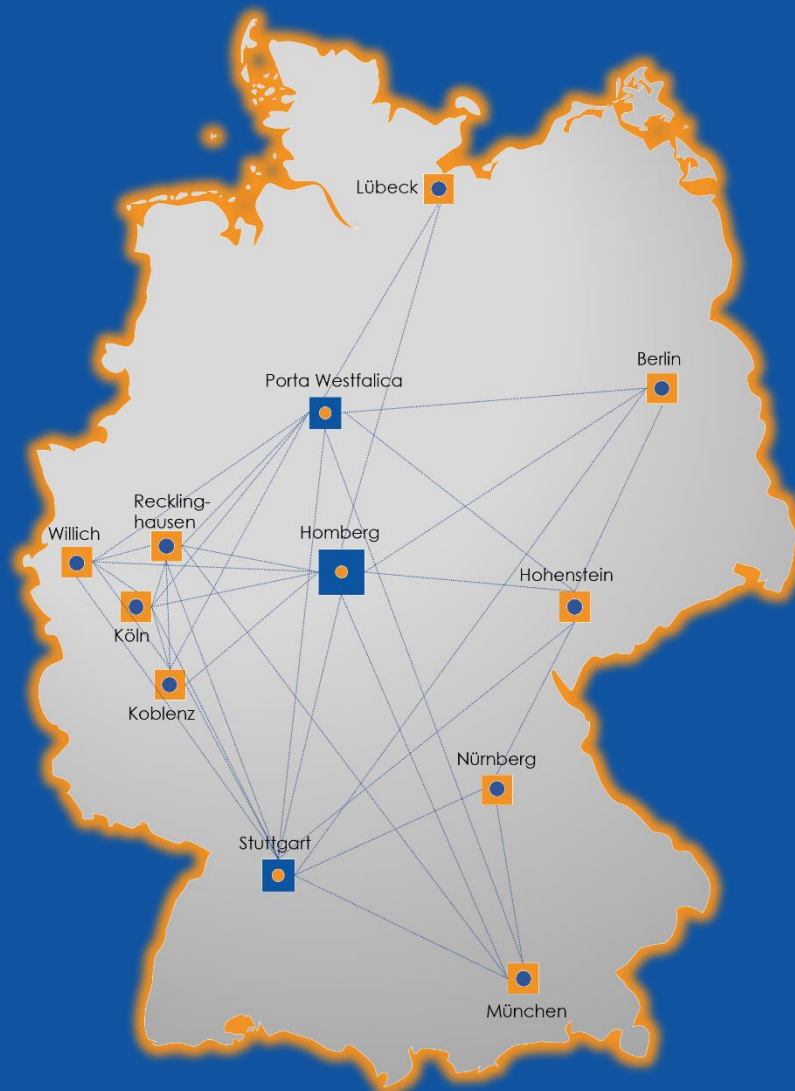 Lübeck
Berlin
Porta Westfalica
Reckling-
hausen
Willich
Homberg
Hohenstein
Köln
Koblenz
Nürnberg
Stuttgart
München